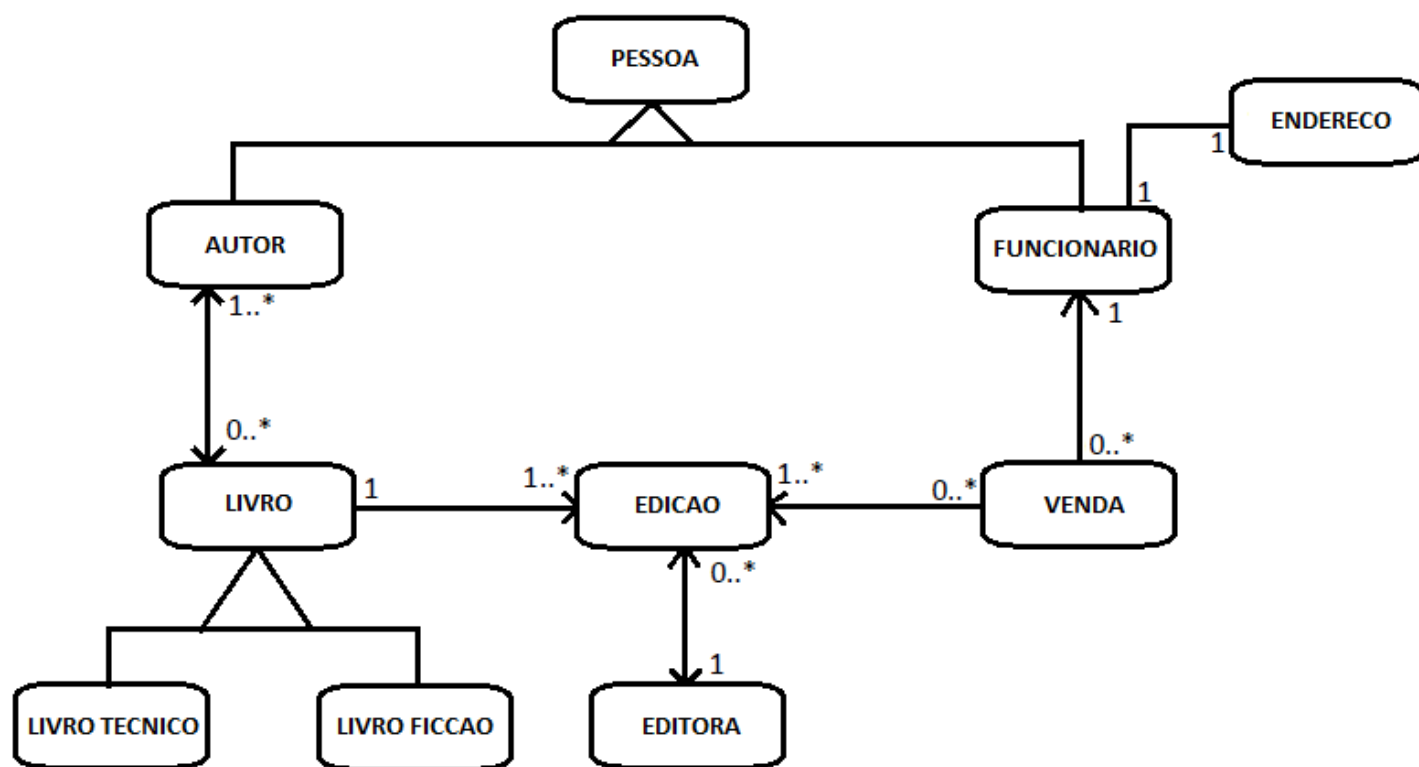 PESSOA
ENDERECO
1
1
AUTOR
FUNCIONARIO
1..*
1
0..*
0..*
LIVRO
1
1..*
EDICAO
1..*
0..*
VENDA
0..*
1
LIVRO TECNICO
LIVRO FICCAO
EDITORA